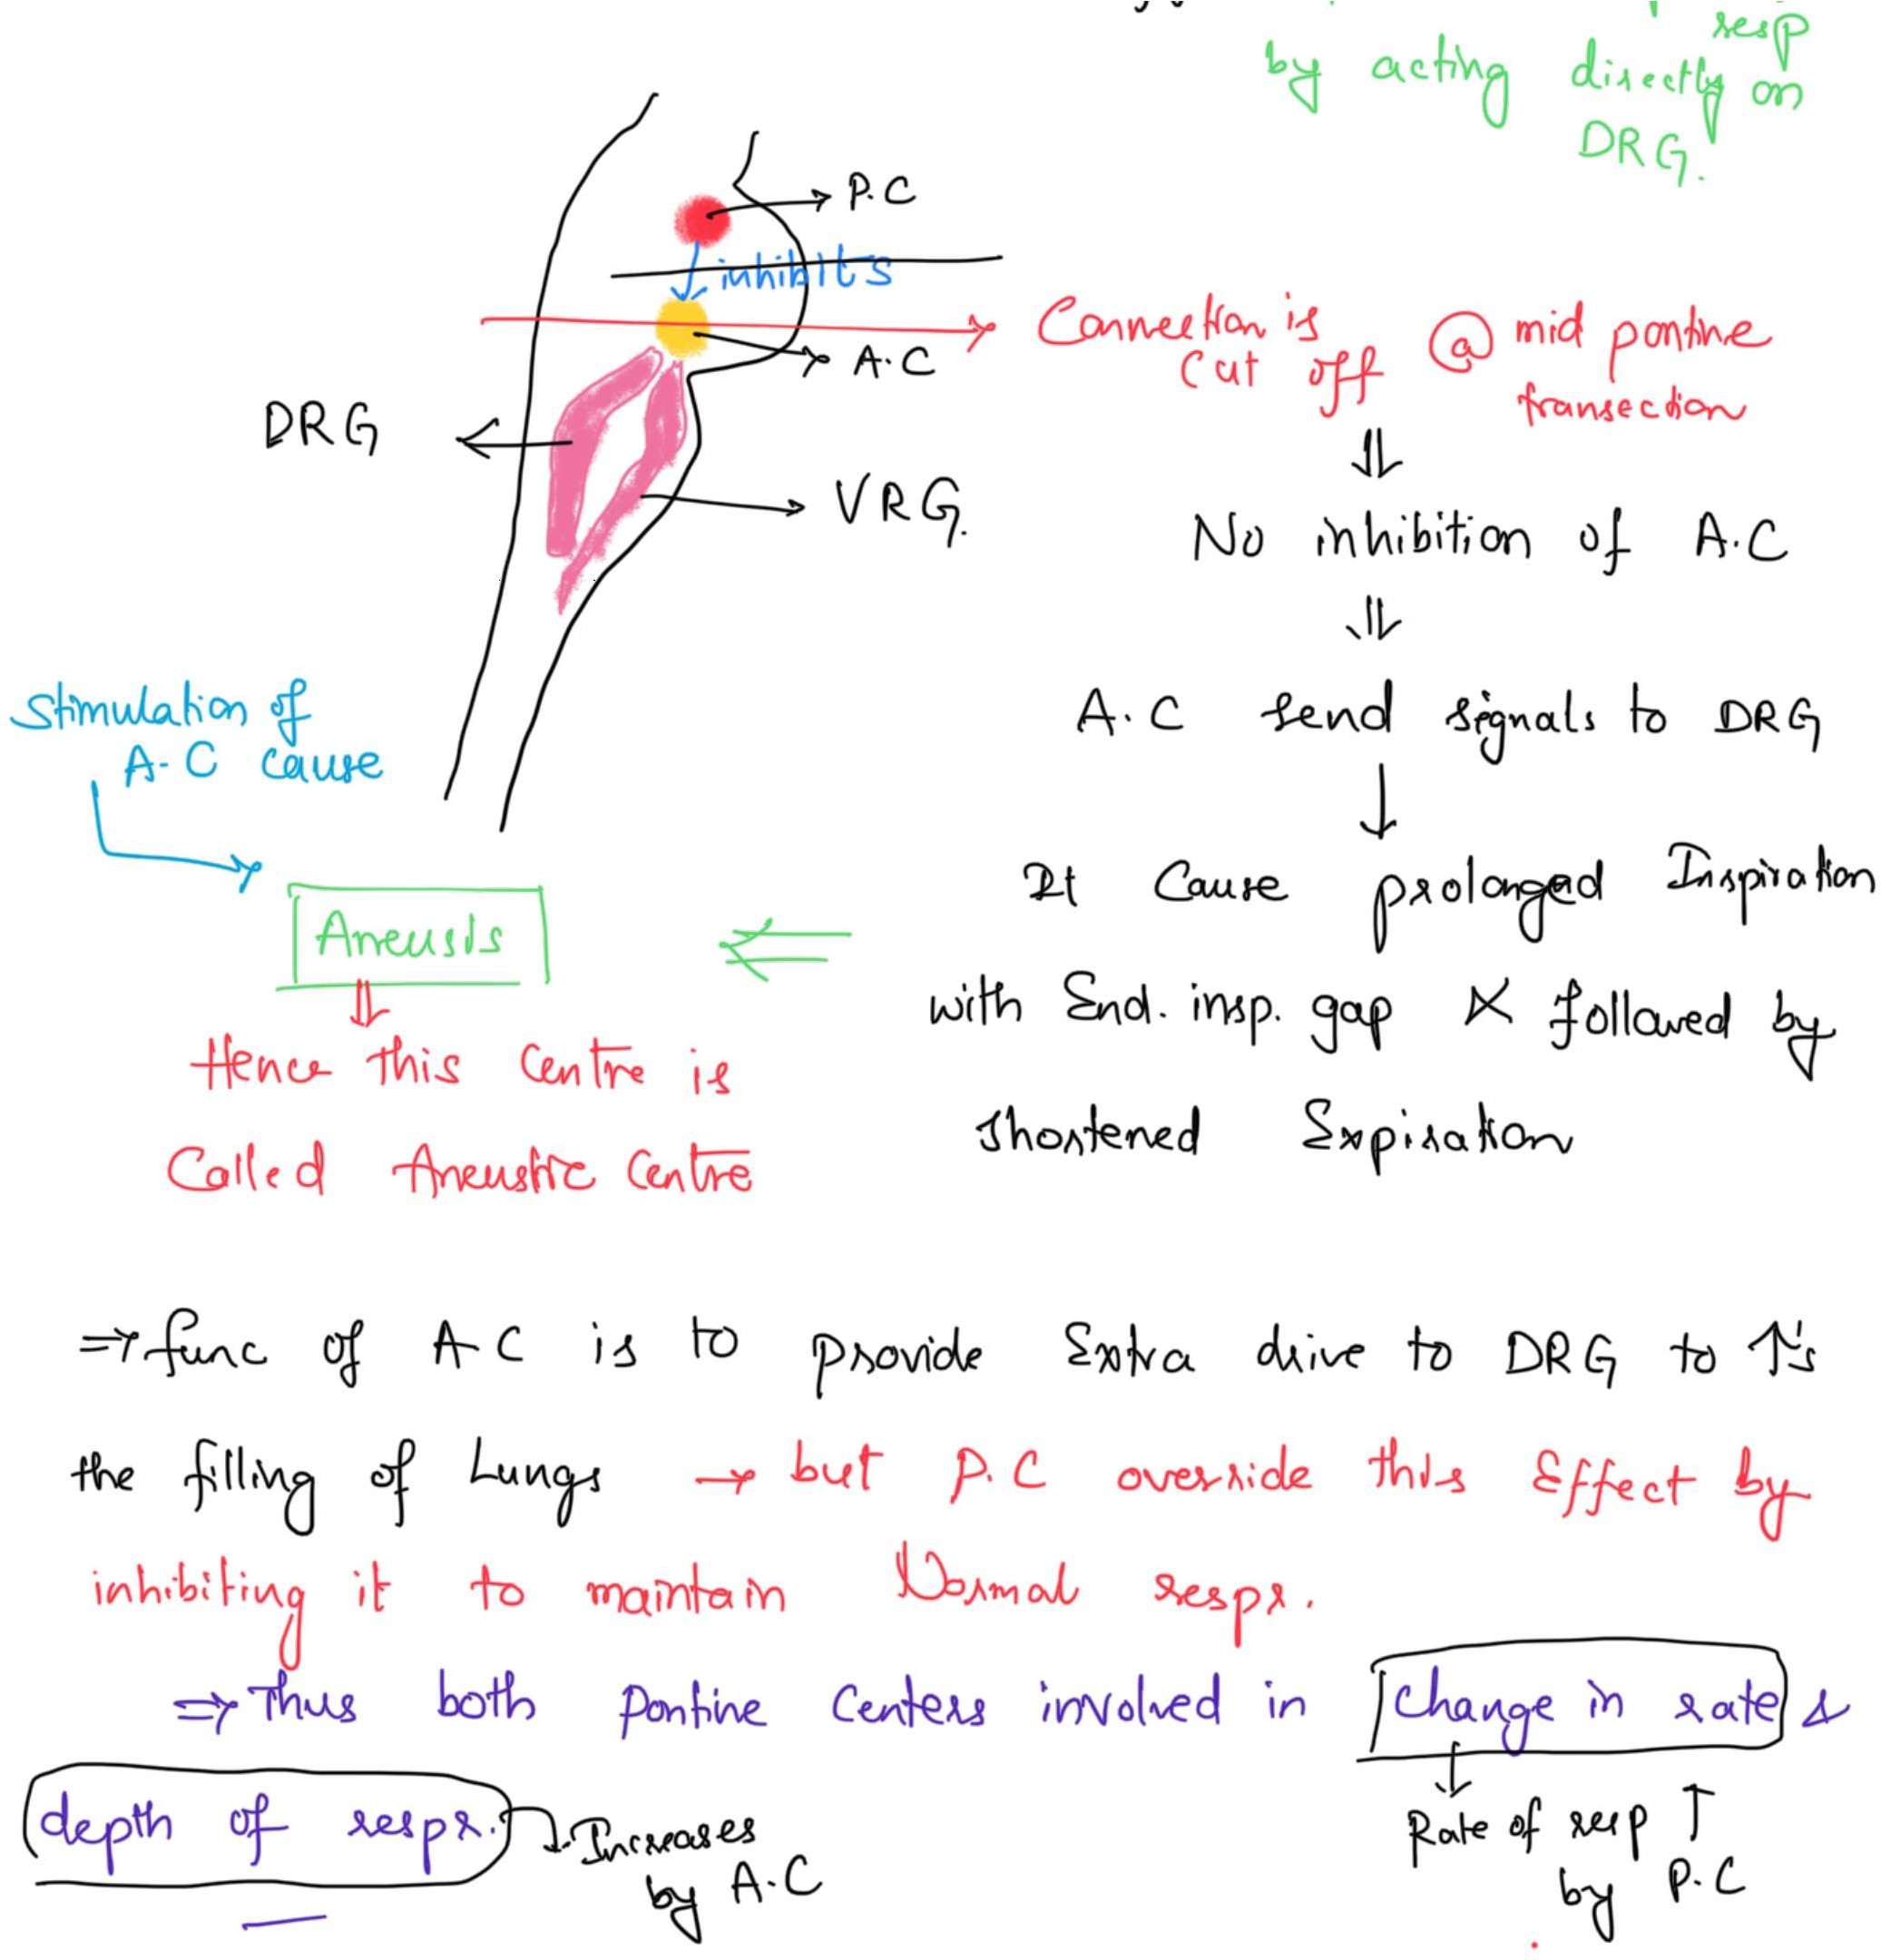 resp
by acting directly on
DRG.
P.C
inhibits
A.C
DRG
VRG.
Connection is
cut off
@ mid pontine
transection
No inhibition of A.C
A.C send signals to DRG
It Cause prolonged Inspiration
with End. insp. gap & followed by
shortened Expiration
Stimulation of
A-C cause
Aneusis
Hence this centre is
Called Aneustic Centre
⇒ func of A C is to provide Extra drive to DRG to ↑'s
the filling of Lungs → but P.C override this Effect by
inhibiting it to maintain Normal respr.
⇒ Thus both pontine Centers involved in Change in rate &
depth of respr.
Increases
by A.C
Rate of resp ↑
by P.C